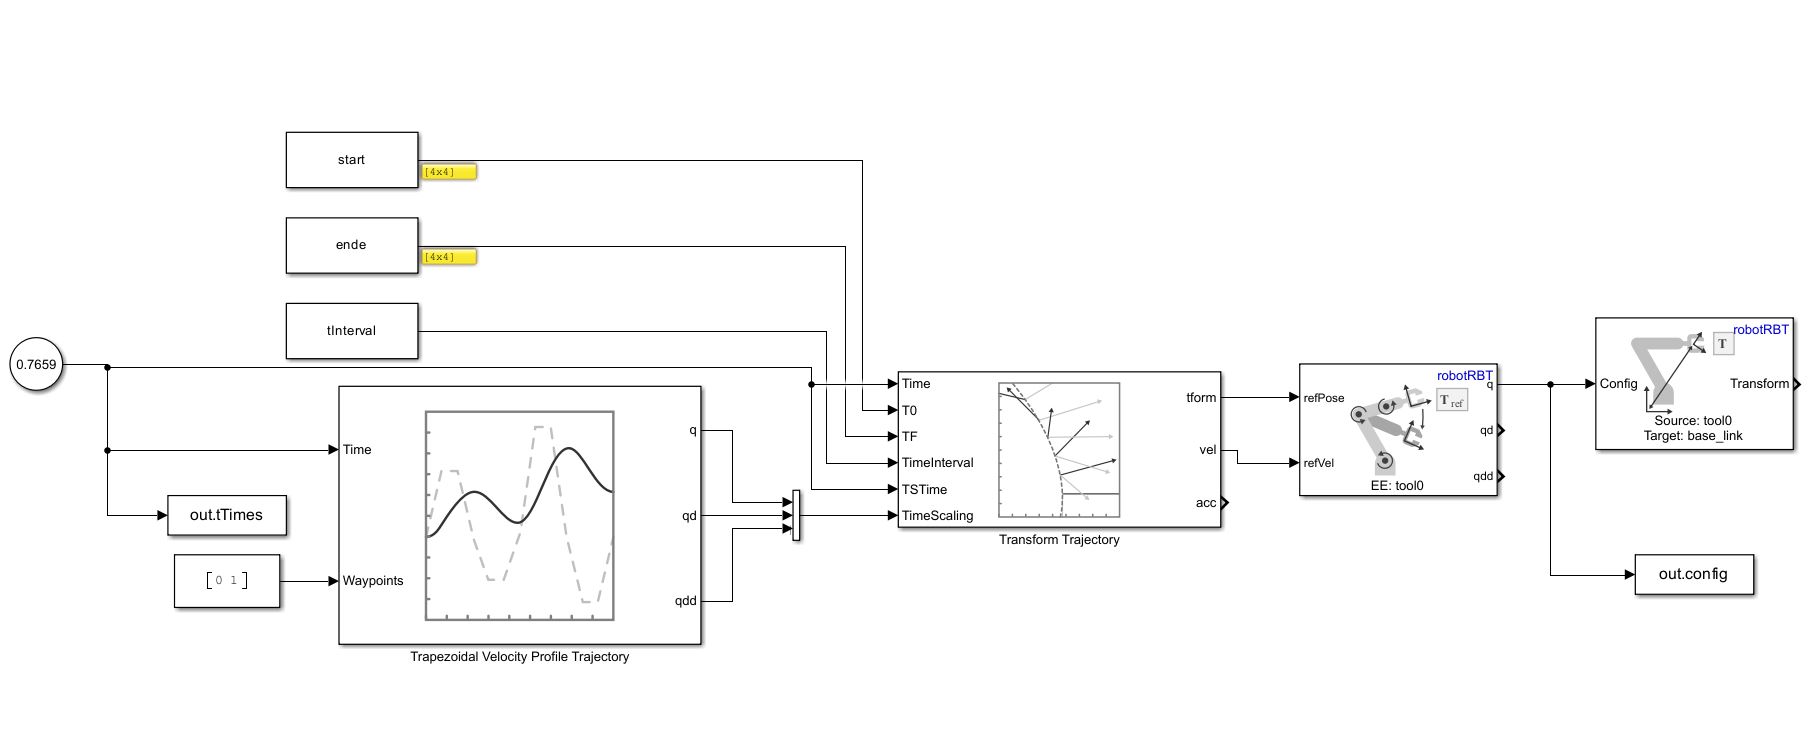 start
[4x4]
ende
[4x4]
tInterval
0.7659
Time
Waypoints
q
qd
qdd
Trapezoidal Velocity Profile Trajectory
out.tTimes
[ 0 1 ]
Time
T0
TF
TimeInterval
TSTime
TimeScaling
tform
vel
acc
Transform Trajectory
robotRBT
refPose
refVel
T ref
q
qd
qdd
EE: tool0
robotRBT
T
Config
Transform
Source: tool0
Target: base_link
out.config